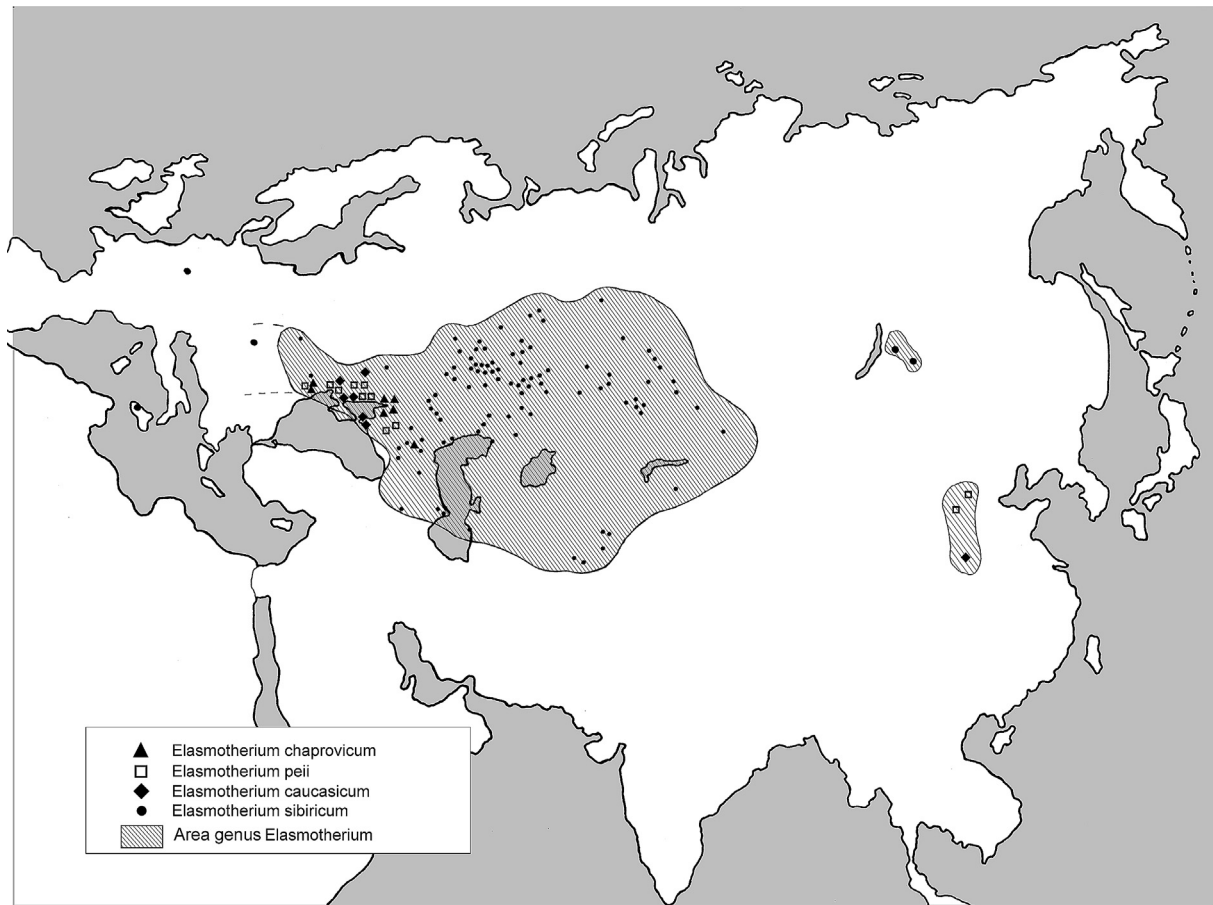 Elasmotherium chaprovicum
Elasmotherium peii
Elasmotherium caucasicum
Elasmotherium sibiricum
Area genus Elasmotherium